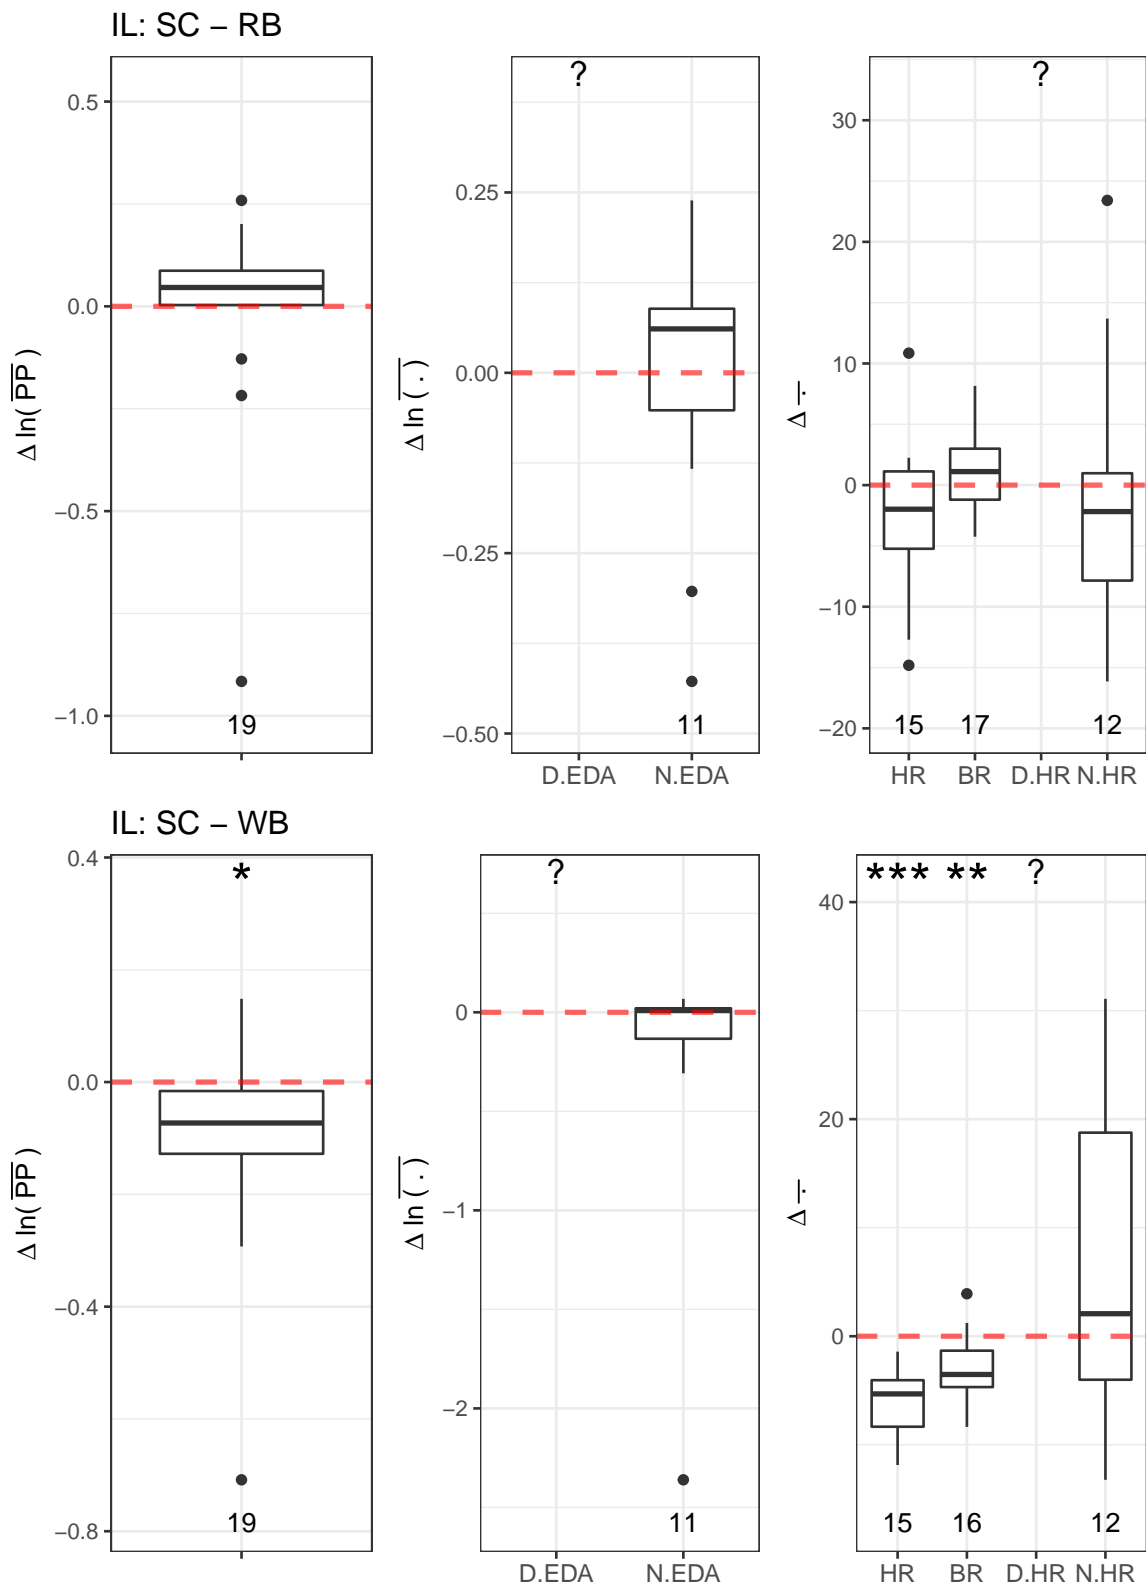 IL: SC – RB
Δ ln( PP )
0.5
0.0
−0.5
−1.0
19
Δ ln ( . )
0.25
0.00
−0.25
−0.50
?
11
D.EDA N.EDA
Δ .
30
20
10
0
−10
−20
?
15 17 12
HR BR D.HR N.HR
IL: SC – WB
Δ ln( PP )
0.4
0.0
−0.4
−0.8
*
19
Δ ln ( . )
0
−1
−2
?
11
D.EDA N.EDA
Δ .
40
20
0
*** ** ?
15 16 12
HR BR D.HR N.HR